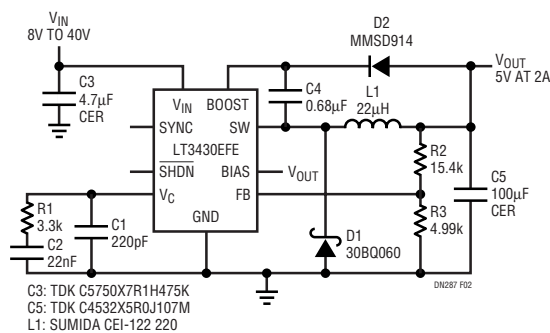 VIN
8V TO 40V
D2
MMSD914
VOUT
5V AT 2A
C3
4.7µF
CER
C4
0.68µF
L1
22µH
VIN
BOOST
SYNC
SW
LT3430EFE
SHDN
BIAS
VOUT
VC
FB
GND
R2
15.4k
C5
100µF
CER
R1
3.3k
C1
220pF
C2
22nF
D1
30BQ060
R3
4.99k
DN287 F02
C3: TDK C5750X7R1H475K
C5: TDK C4532X5R0J107M
L1: SUMIDA CEI-122 220